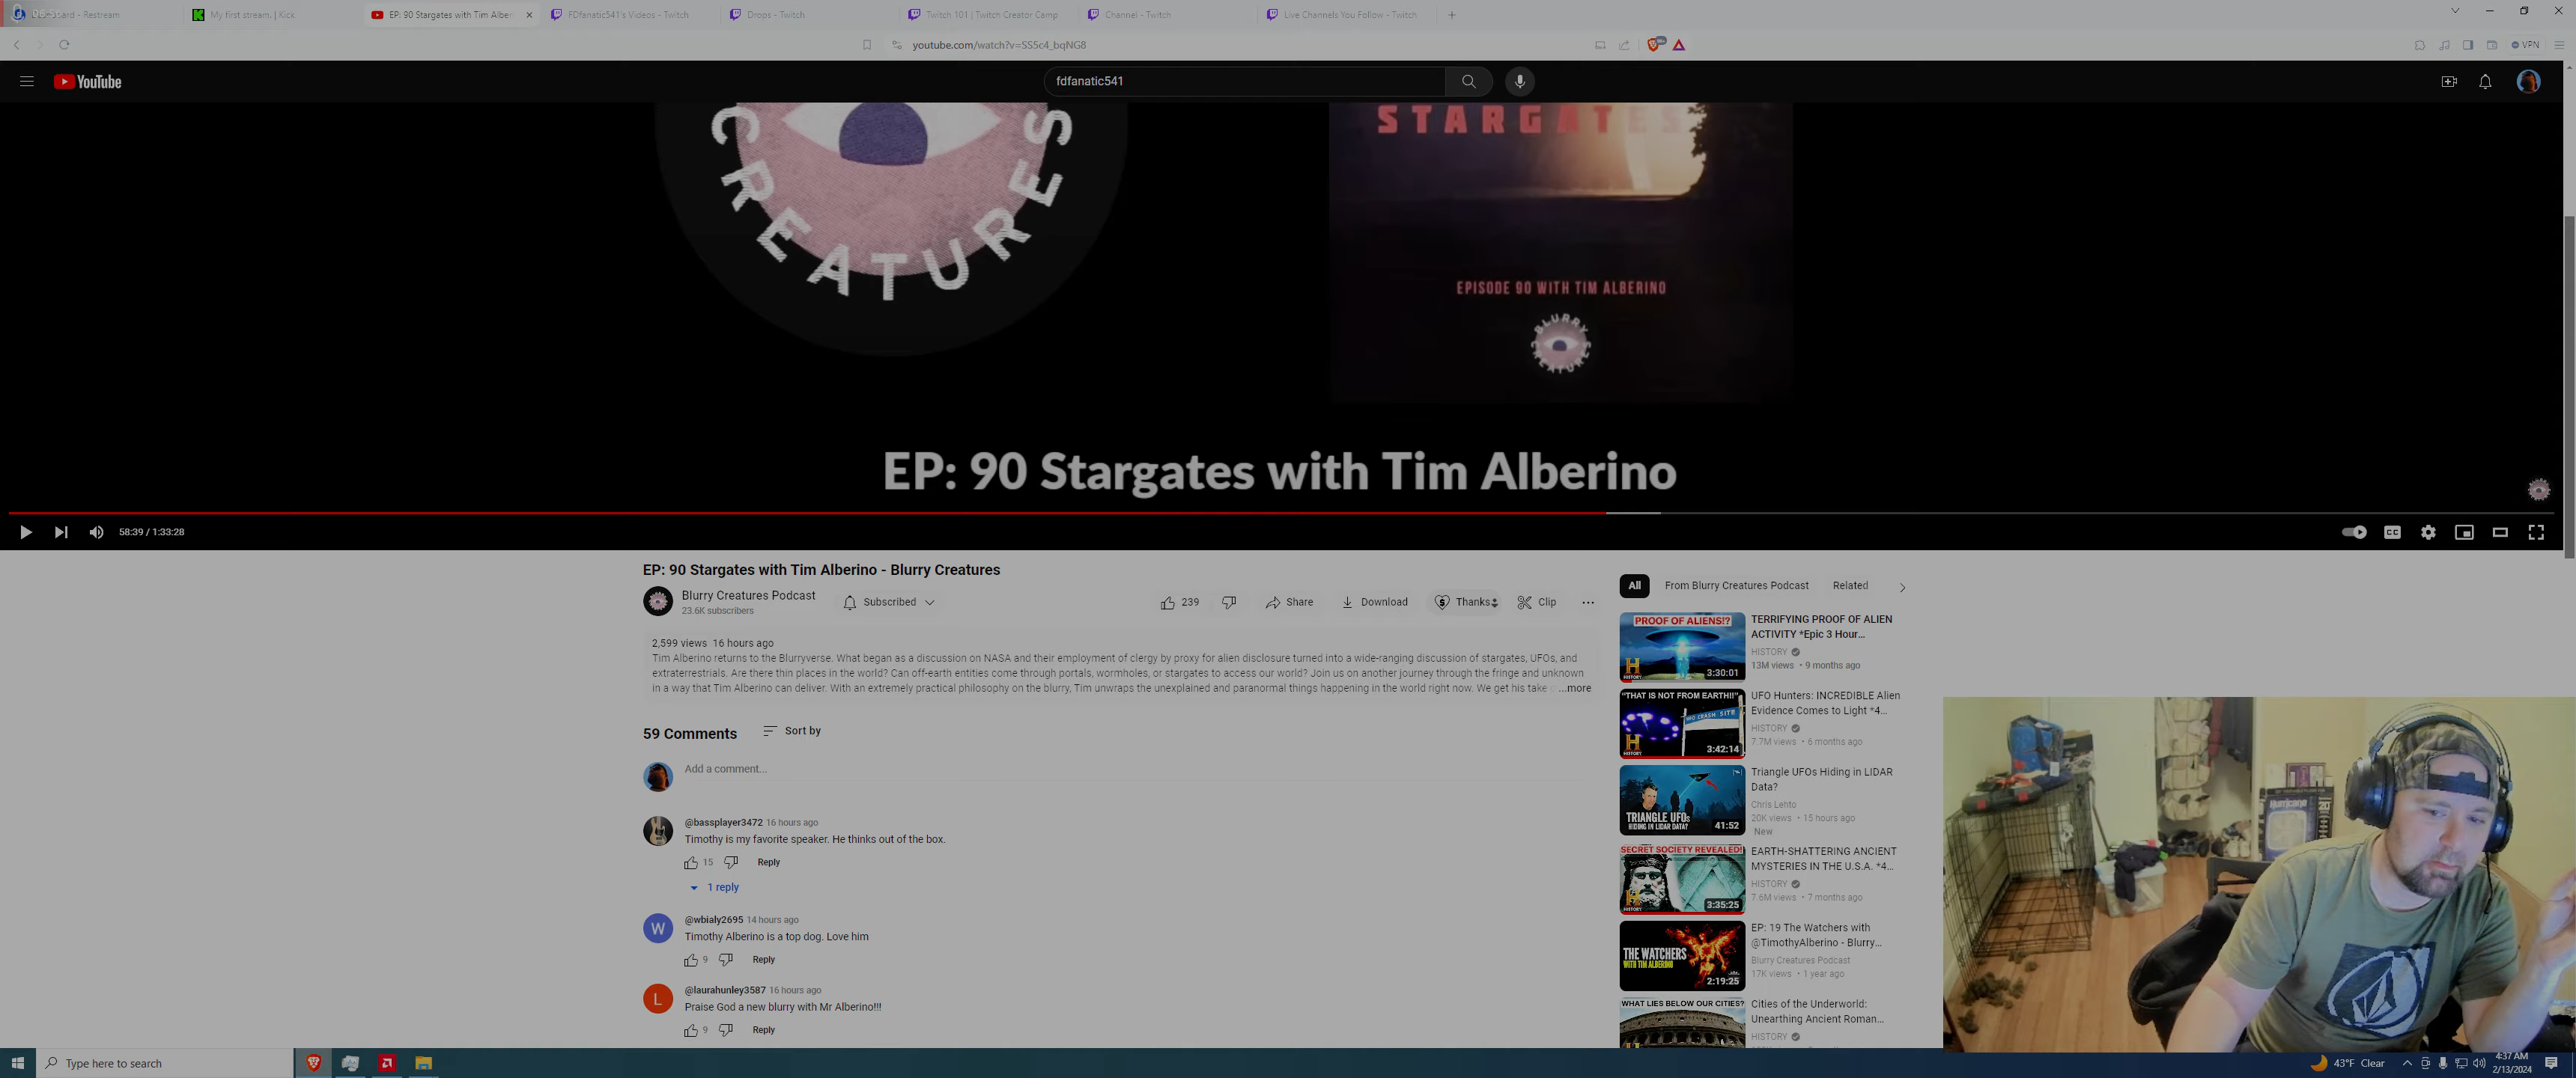 My first stream. | Kick
EP: 90 Stargates with Tim Alber
FDfanatic541's Videos - Twitch
Drops - Twitch
Twitch 101 | Twitch Creator Camp
Channel - Twitch
Live Channels You Follow - Twitch
youtube.com/watch?v=SS5c4_bqNG8
VPN
YouTube
fdfanatic541
CREATURES
STARGATES
EPISODE 90 WITH TIM ALBERINO
BLURRY CREATURES
EP: 90 Stargates with Tim Alberino
58:39 / 1:33:28
CC
EP: 90 Stargates with Tim Alberino - Blurry Creatures
Blurry Creatures Podcast
23.6K subscribers
Subscribed
239
Share
Download
Thanks
Clip
2,599 views 16 hours ago
Tim Alberino returns to the Blurryverse. What began as a discussion on NASA and their employment of clergy by proxy for alien disclosure turned into a wide-ranging discussion of stargates, UFOs, and
extraterrestrials. Are there thin places in the world? Can off-earth entities come through portals, wormholes, or stargates to access our world? Join us on another journey through the fringe and unknown
in a way that Tim Alberino can deliver. With an extremely practical philosophy on the blurry, Tim unwraps the unexplained and paranormal things happening in the world right now. We get his take ...more
59 Comments
Sort by
Add a comment...
@bassplayer3472 16 hours ago
Timothy is my favorite speaker. He thinks out of the box.
15
Reply
1 reply
W
@wbialy2695 14 hours ago
Timothy Alberino is a top dog. Love him
9
Reply
L
@laurahunley3587 16 hours ago
Praise God a new blurry with Mr Alberino!!!
9
Reply
All
From Blurry Creatures Podcast
Related
PROOF OF ALIENS!?
3:30:01
TERRIFYING PROOF OF ALIEN
ACTIVITY *Epic 3 Hour...
HISTORY
13M views • 9 months ago
"THAT IS NOT FROM EARTH!!"
UFO CRASH SITE
3:42:14
UFO Hunters: INCREDIBLE Alien
Evidence Comes to Light *4...
HISTORY
7.7M views • 6 months ago
TRIANGLE UFOs
HIDING IN LIDAR DATA?
41:52
Triangle UFOs Hiding in LIDAR
Data?
Chris Lehto
20K views • 15 hours ago
New
SECRET SOCIETY REVEALED!
3:35:25
EARTH-SHATTERING ANCIENT
MYSTERIES IN THE U.S.A. *4...
HISTORY
7.6M views • 7 months ago
THE WATCHERS
WITH TIM ALBERINO
2:19:25
EP: 19 The Watchers with
@TimothyAlberino - Blurry...
Blurry Creatures Podcast
17K views • 1 year ago
WHAT LIES BELOW OUR CITIES?
Cities of the Underworld:
Unearthing Ancient Roman...
HISTORY
Hurricane
20"
Type here to search
43°F Clear
4:37 AM
2/13/2024